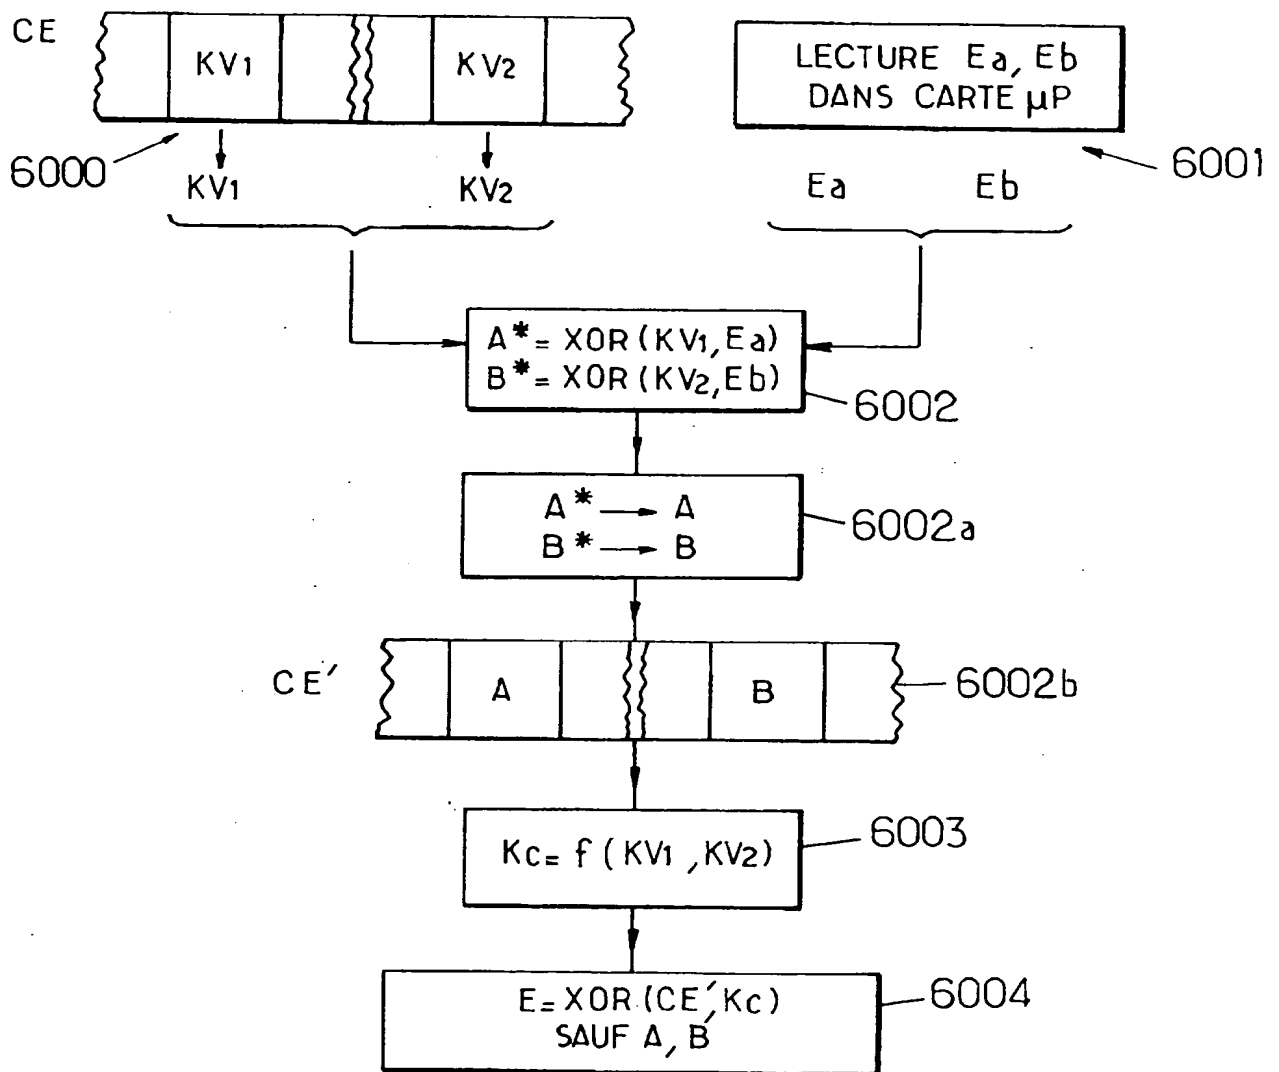 CE
KV1
KV2
LECTURE Ea, Eb
DANS CARTE µP
6000
6001
KV1
KV2
Ea
Eb
A* = XOR (KV1, Ea)
B* = XOR (KV2, Eb)
6002
A* → A
B* → B
6002a
CE′
A
B
6002b
Kc = f (KV1, KV2)
6003
E = XOR (CE′, Kc)
SAUF A, B
6004